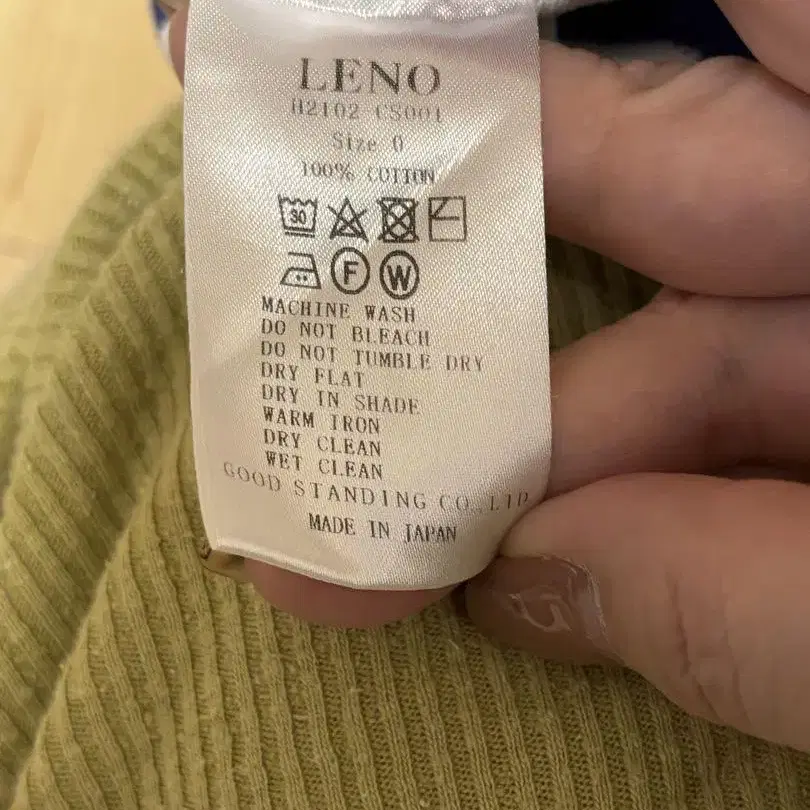 LENO
H2102 CS001
Size 0
100% COTTON
30
F W
MACHINE WASH
DO NOT BLEACH
DO NOT TUMBLE DRY
DRY FLAT
DRY IN SHADE
WARM IRON
DRY CLEAN
WET CLEAN
GOOD STANDING CO.,LTD
MADE IN JAPAN